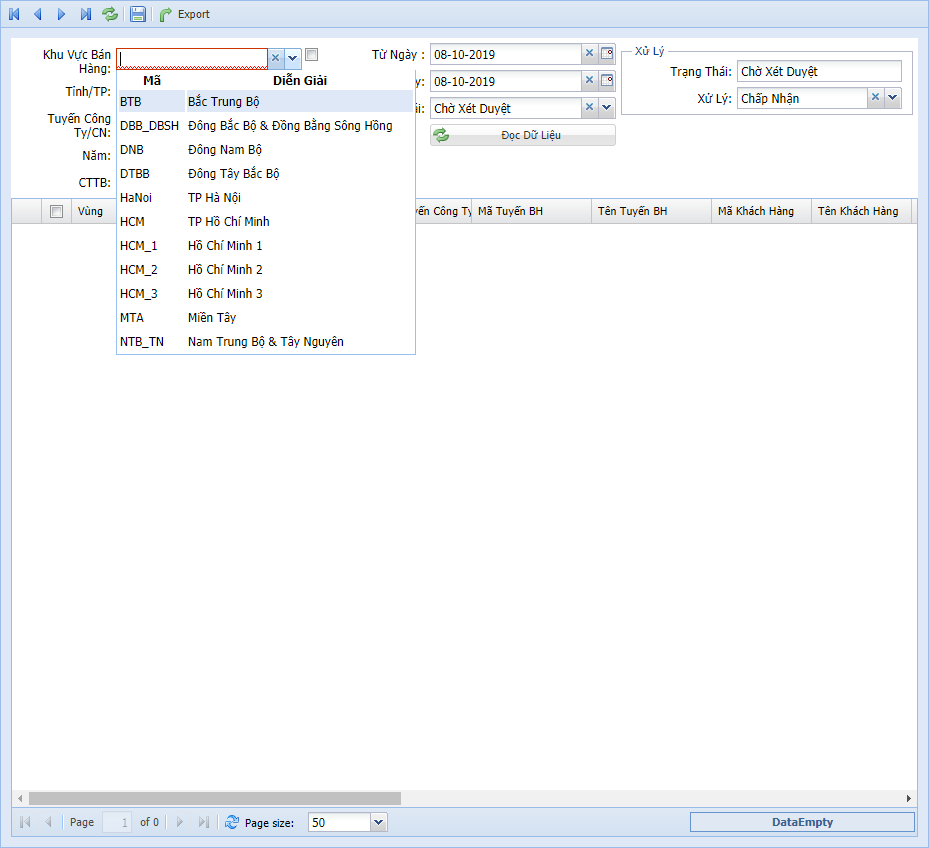 Export
Khu Vực Bán
Hàng:
Tỉnh/TP:
Tuyến Công
Ty/CN:
Năm:
CTTB:
Mã Diễn Giải
BTB Bắc Trung Bộ
DBB_DBSH Đông Bắc Bộ & Đồng Bằng Sông Hồng
DNB Đông Nam Bộ
DTBB Đông Tây Bắc Bộ
HaNoi TP Hà Nội
HCM TP Hồ Chí Minh
HCM_1 Hồ Chí Minh 1
HCM_2 Hồ Chí Minh 2
HCM_3 Hồ Chí Minh 3
MTA Miền Tây
NTB_TN Nam Trung Bộ & Tây Nguyên
Từ Ngày : 08-10-2019
y: 08-10-2019
i: Chờ Xét Duyệt
Đọc Dữ Liệu
Xử Lý
Trạng Thái: Chờ Xét Duyệt
Xử Lý: Chấp Nhận
Vùng yến Công Ty Mã Tuyến BH Tên Tuyến BH Mã Khách Hàng Tên Khách Hàng
Page 1 of 0 Page size: 50 DataEmpty